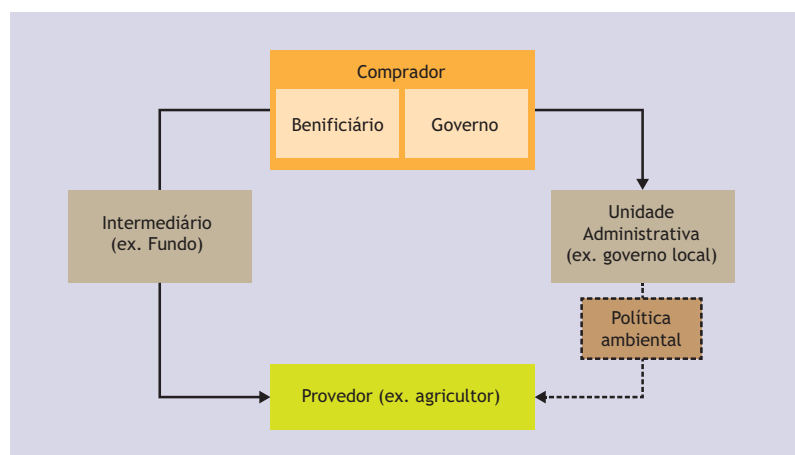 Comprador
Benificiário
Governo
Intermediário
(ex. Fundo)
Unidade
Administrativa
(ex. governo local)
Política
ambiental
Provedor (ex. agricultor)